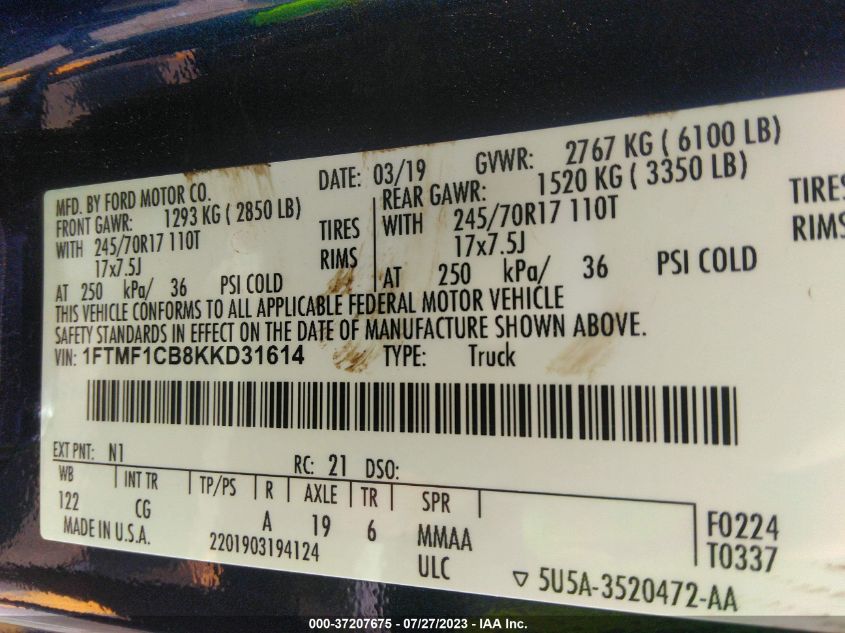 MFD. BY FORD MOTOR CO.
DATE: 03/19 GVWR: 2767 KG ( 6100 LB)
FRONT GAWR: 1293 KG ( 2850 LB) REAR GAWR: 1520 KG ( 3350 LB)
WITH 245/70R17 110T TIRES WITH 245/70R17 110T TIRES
17x7.5J RIMS 17x7.5J RIMS
AT 250 kPa/ 36 PSI COLD AT 250 kPa/ 36 PSI COLD
THIS VEHICLE CONFORMS TO ALL APPLICABLE FEDERAL MOTOR VEHICLE
SAFETY STANDARDS IN EFFECT ON THE DATE OF MANUFACTURE SHOWN ABOVE.
VIN: 1FTMF1CB8KKD31614 TYPE: Truck
EXT PNT: N1 RC: 21 DSO:
WB INT TR TP/PS R AXLE TR SPR
122 CG A 19 6 MMAA F0224
MADE IN U.S.A. 2201903194124 ULC T0337
5U5A-3520472-AA
000-37207675 / 07/27/2023 - IAA Inc.